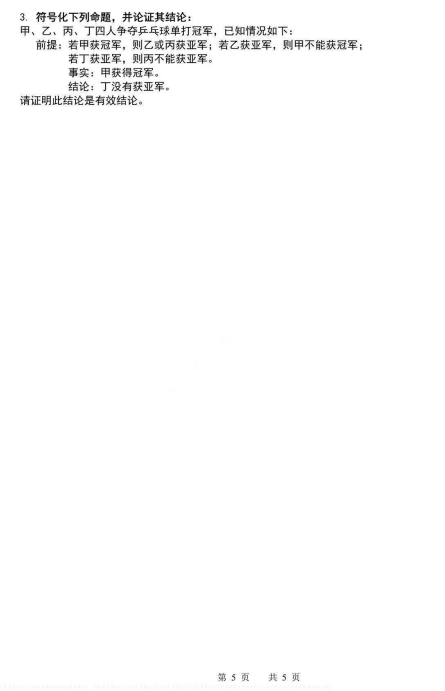 3. 符号化下列命题，并论证其结论：
甲、乙、丙、丁四人争夺乒乓球单打冠军，已知情况如下：
前提：若甲获冠军，则乙或丙获亚军；若乙获亚军，则甲不能获冠军；
若丁获亚军，则丙不能获亚军。
事实：甲获得冠军。
结论：丁没有获亚军。
请证明此结论是有效结论。
第 5 页 共 5 页